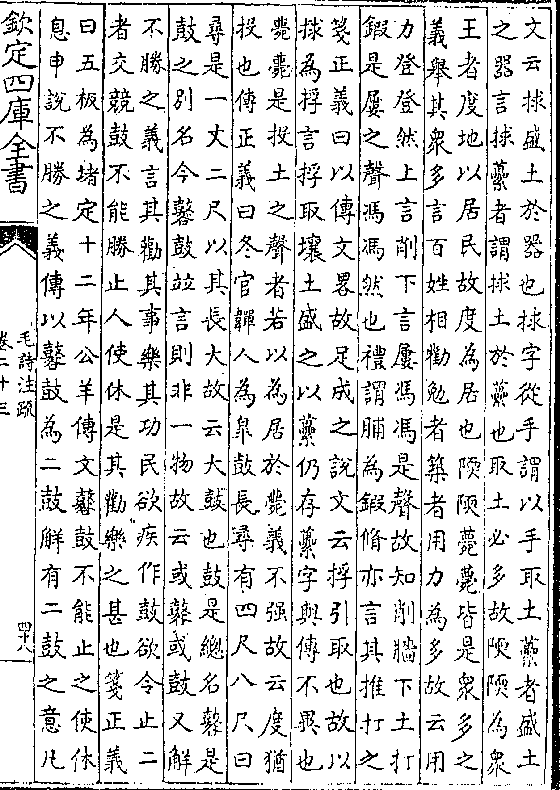 文云捄盛土於器也捄字從手謂以手取土虆者盛土
之器言捄虆者謂捄土於虆也取土必多故陾陾為衆
王者度地以居民故度為居也陾陾薨薨皆是衆多之
義舉其衆多言百姓相勸勉者築者用力為多故云用
力登登然上言削下言屢馮馮是聲故知削牆下土打
鍜是屢之聲馮馮然也禮謂脯為鍜脩亦言其推打之
箋正義曰以傳文畧故足成之說文云捊引取也故以
捄為捊言捊取壤土盛之以虆仍存虆字與傳不異也
薨薨是投土之聲者若以為居於薨義不强故云度猶
投也傳正義曰冬官韗人為臯鼓長尋有四尺八尺曰
尋是一丈二尺以其長大故云大鼓也鼓是總名鼛是
鼓之别名今鼛鼓竝言則非一物故云或鼛或鼓又解
不勝之義言其勸其事樂其功民欲疾作鼓欲令止二
者交競鼓不能勝止人使休是其勸樂之甚也箋正義
曰五板為堵定十二年公羊傳文鼛鼓不能止之使休
息申說不勝之義傳以鼛鼓為二鼓解有二鼓之意凡
欽定四庫全書
毛詩注疏
卷二十三
四十八